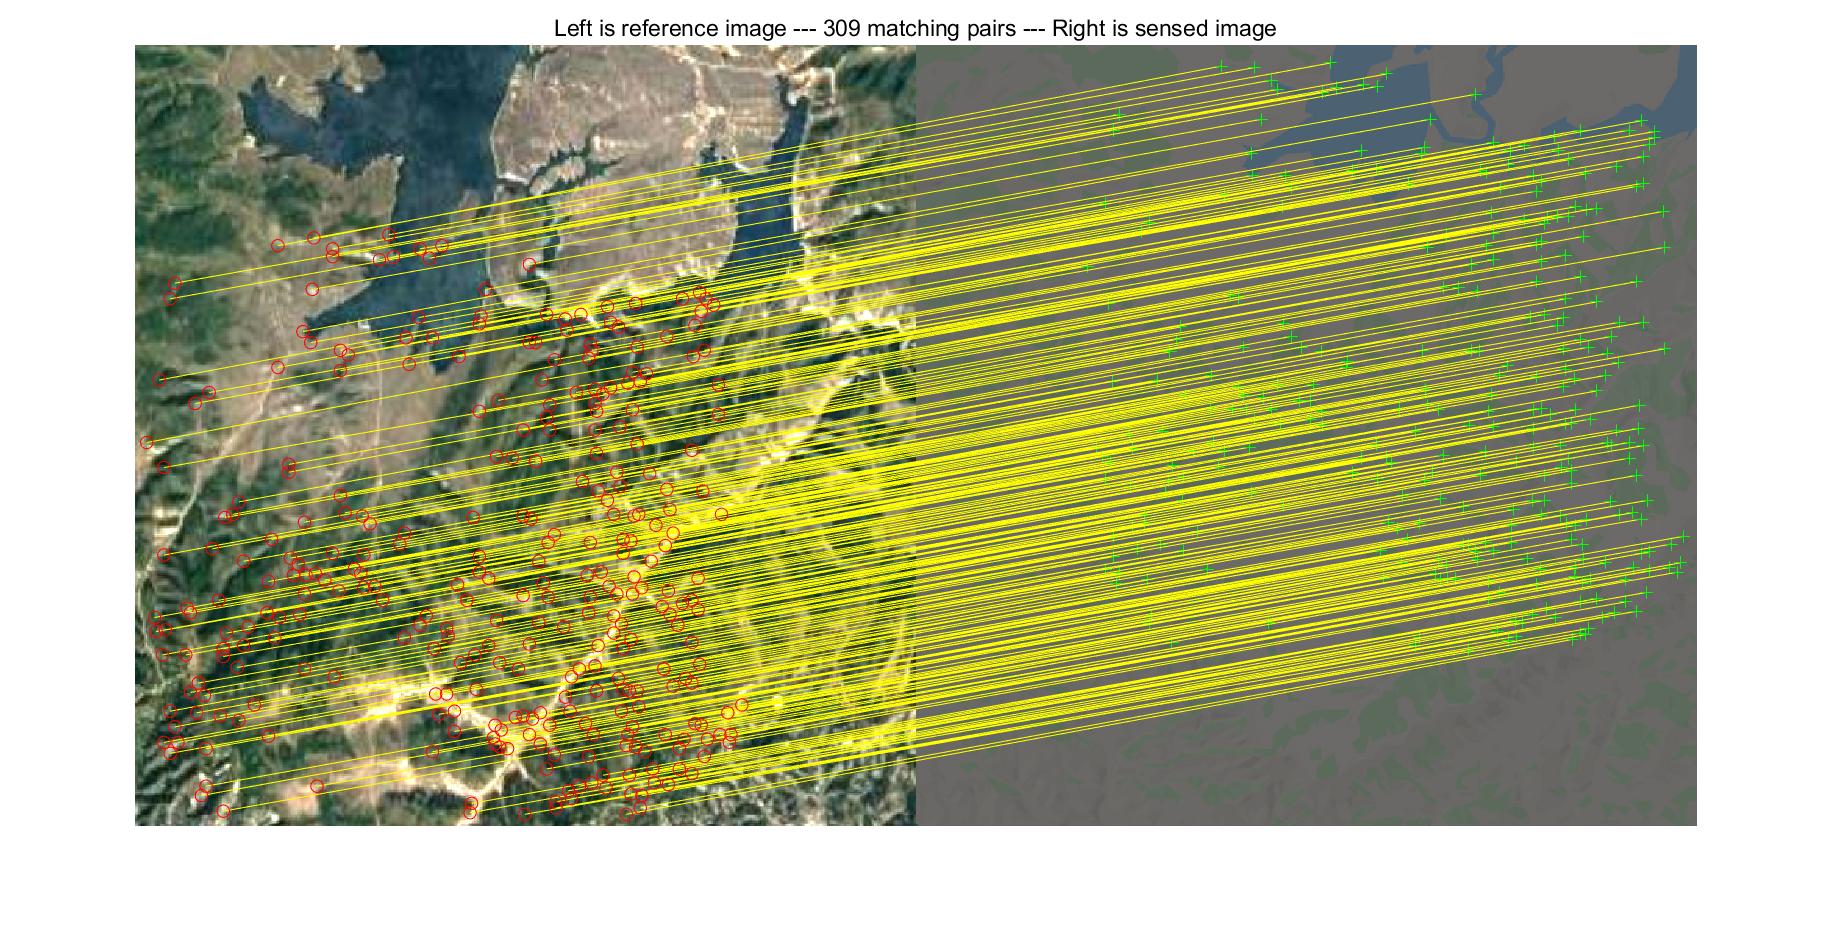 Left is reference image --- 309 matching pairs --- Right is sensed image